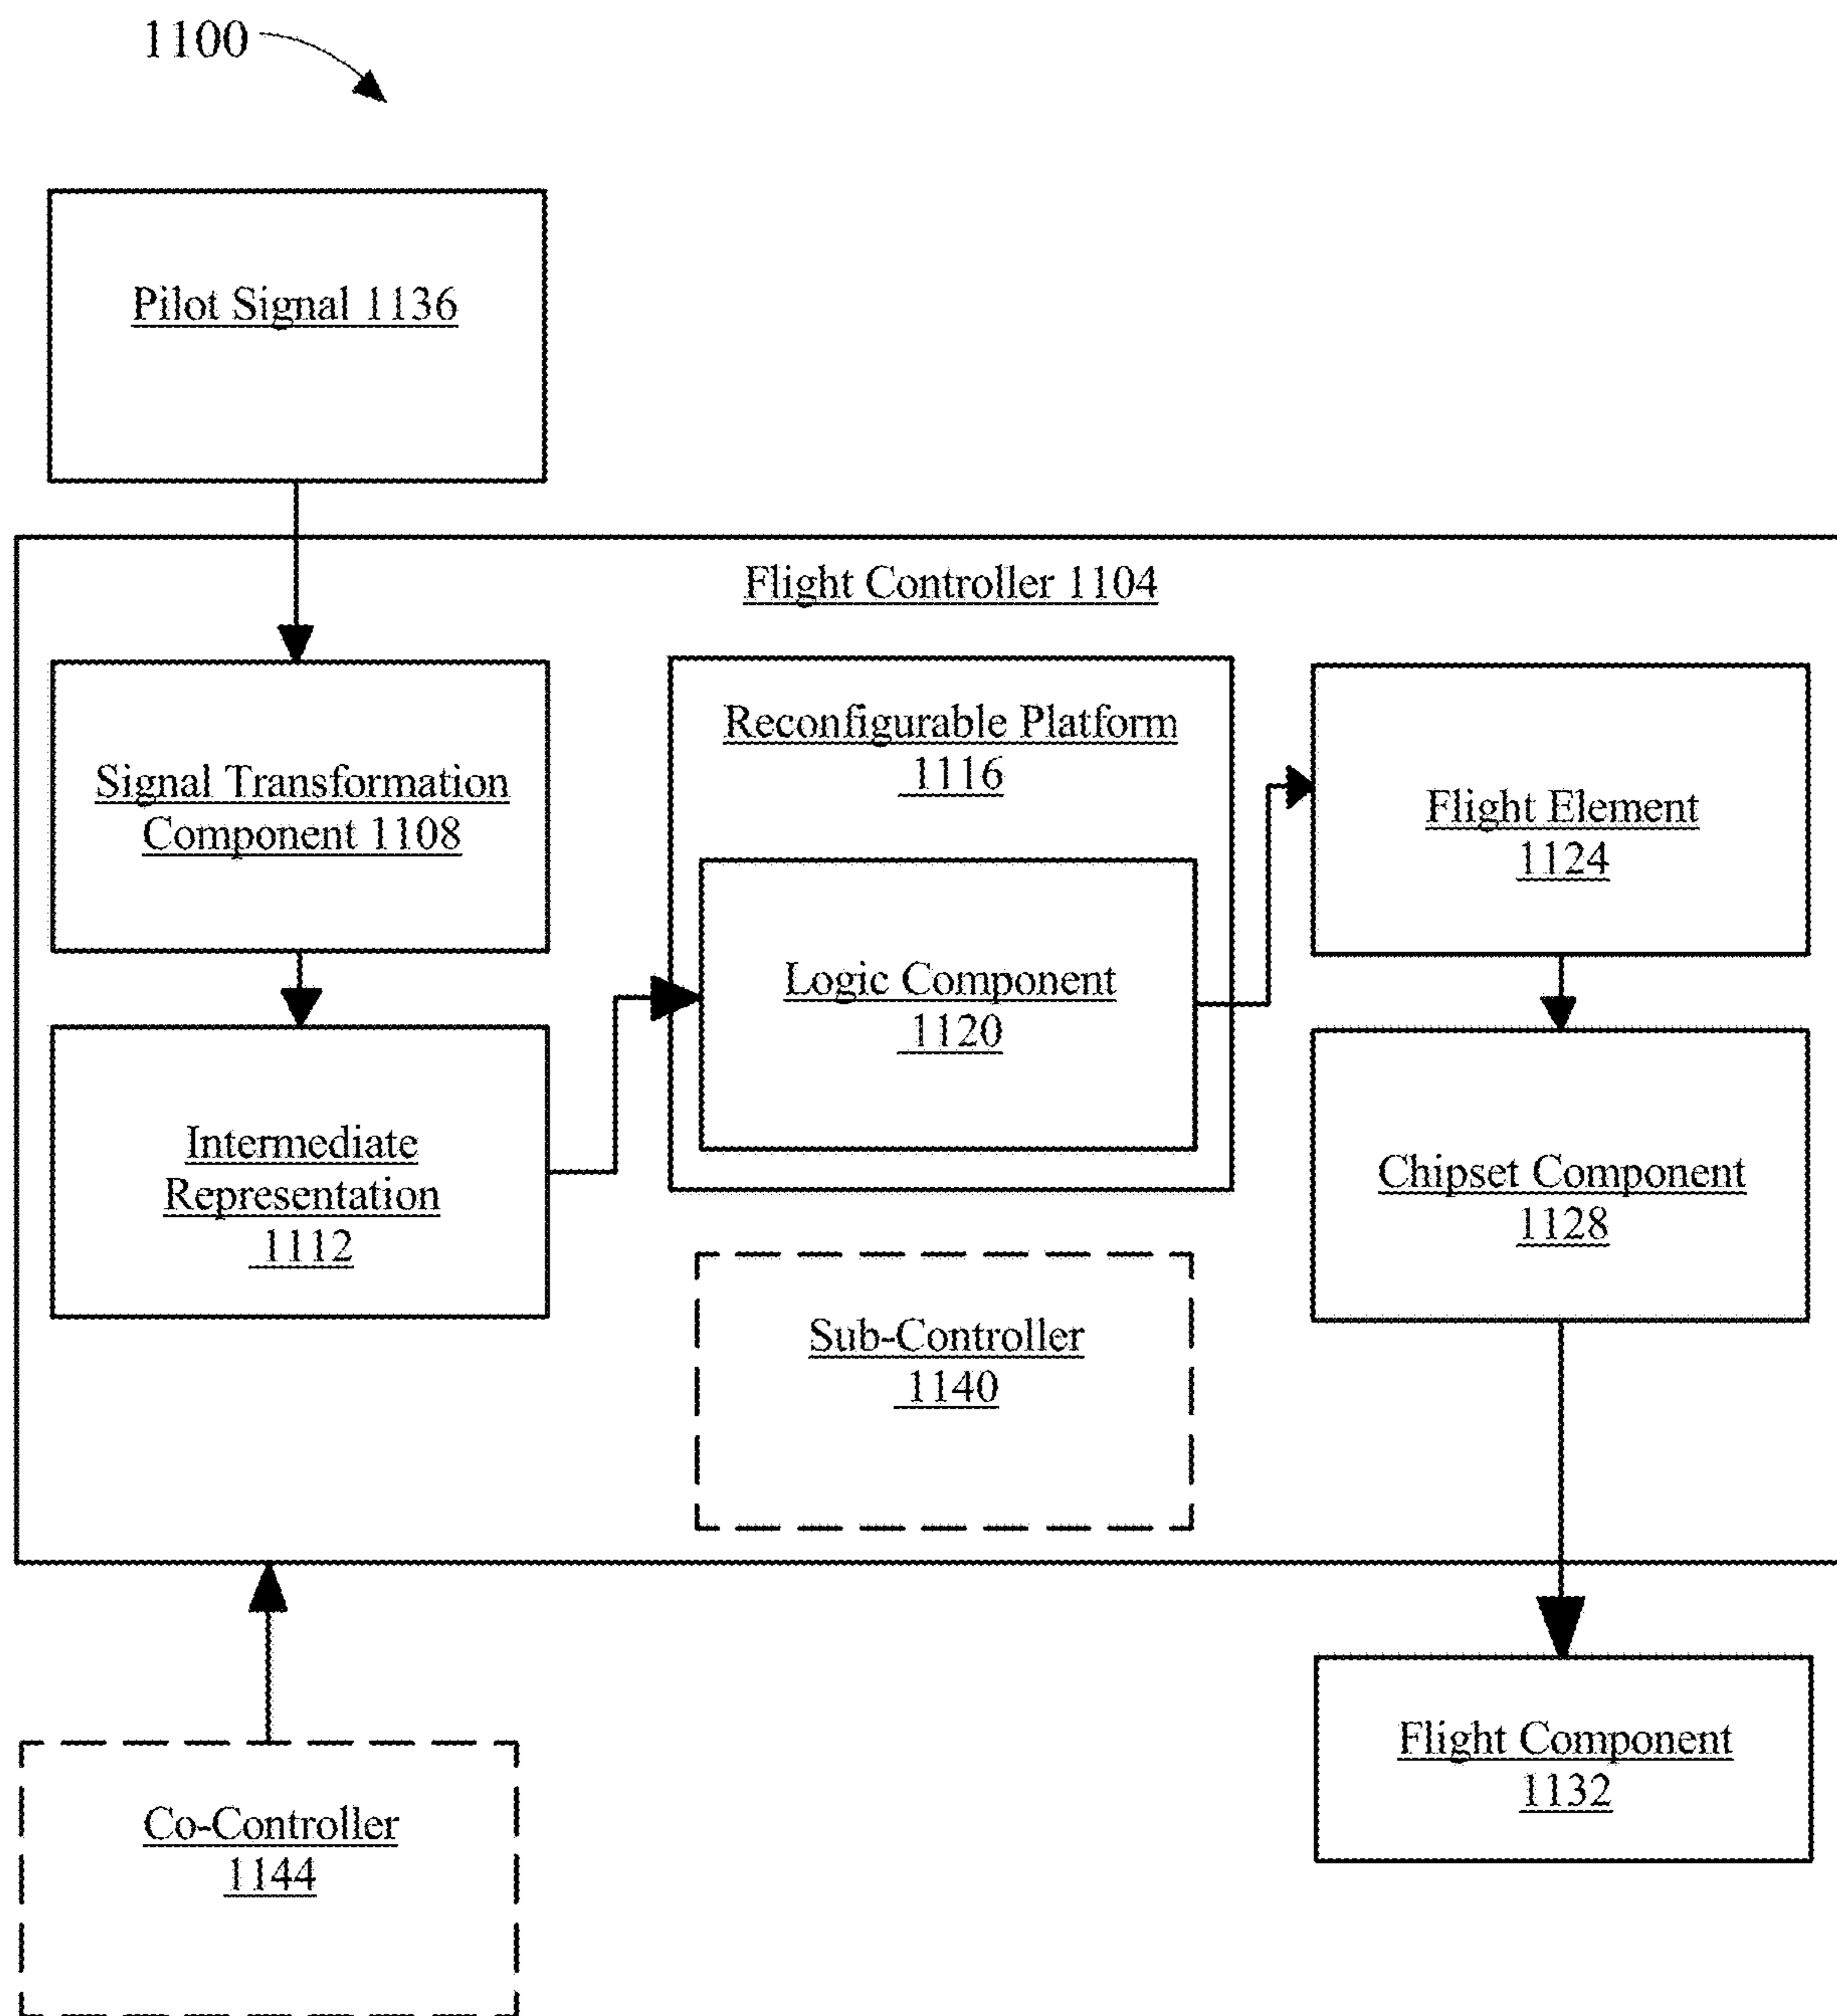 1100
Pilot Signal 1136
Flight Controller 1104
Signal Transformation
Component 1108
Intermediate
Representation
1112
Reconfigurable Platform
1116
Logic Component
1120
Sub-Controller
1140
Flight Element
1124
Chipset Component
1128
Co-Controller
1144
Flight Component
1132